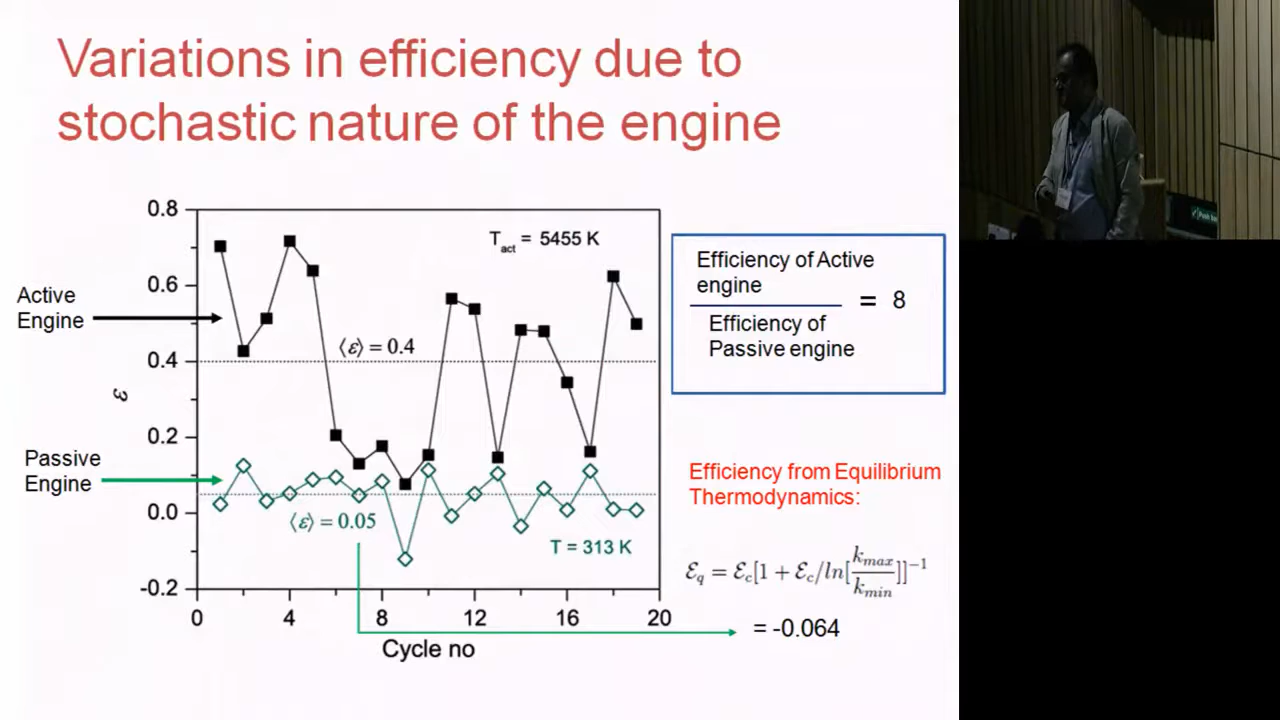 Variations in efficiency due to
stochastic nature of the engine
0.8
0.6
0.4
0.2
0.0
-0.2
ε
0
4
8
12
16
20
Cycle no
T_act = 5455 K
⟨ε⟩ = 0.4
⟨ε⟩ = 0.05
T = 313 K
Active
Engine
Passive
Engine
Efficiency of Active
engine
Efficiency of
Passive engine
= 8
Efficiency from Equilibrium
Thermodynamics:
ℰ_q = ℰ_c[1 + ℰ_c/ln[k_max/k_min]]^-1
= -0.064